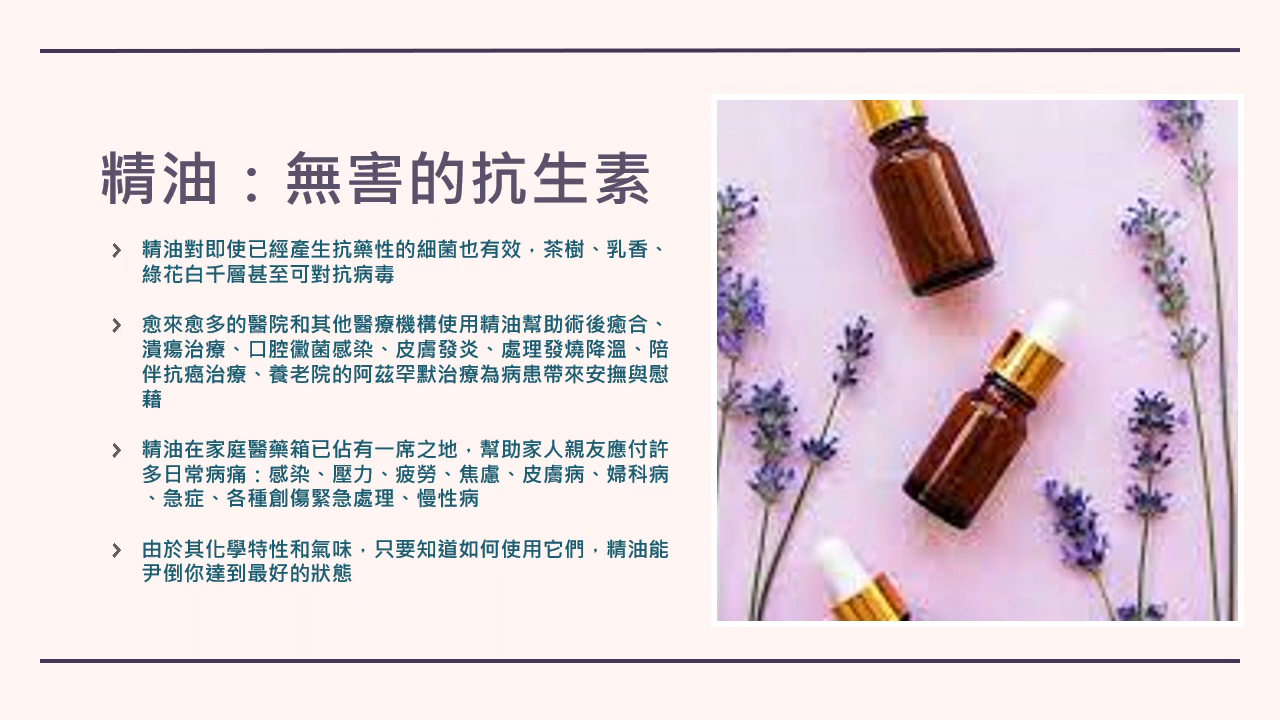 精油：無害的抗生素
精油對即使已經產生抗藥性的細菌也有效，茶樹、乳香、
綠花白千層甚至可對抗病毒
愈來愈多的醫院和其他醫療機構使用精油幫助術後癒合、
潰瘍治療、口腔黴菌感染、皮膚發炎、處理發燒降溫、陪
伴抗癌治療、養老院的阿茲罕默治療為病患帶來安撫與慰
藉
精油在家庭醫藥箱已佔有一席之地，幫助家人親友應付許
多日常病痛：感染、壓力、疲勞、焦慮、皮膚病、婦科病
、急症、各種創傷緊急處理、慢性病
由於其化學特性和氣味，只要知道如何使用它們，精油能
尹倒你達到最好的狀態